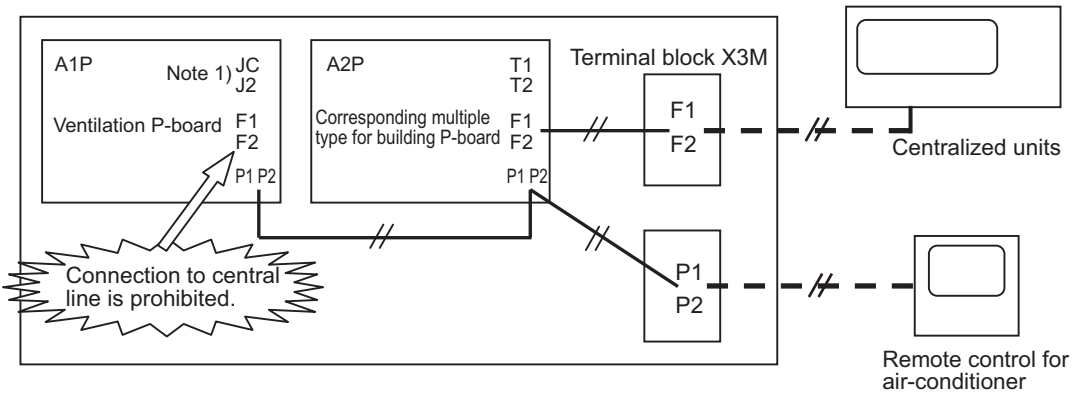 A1P
Note 1) JC
J2
Ventilation P-board
F1
F2
P1 P2
Connection to central
line is prohibited.
A2P
T1
T2
Corresponding multiple
type for building P-board
F1
F2
P1 P2
Terminal block X3M
F1
F2
P1
P2
Centralized units
Remote control for
air-conditioner